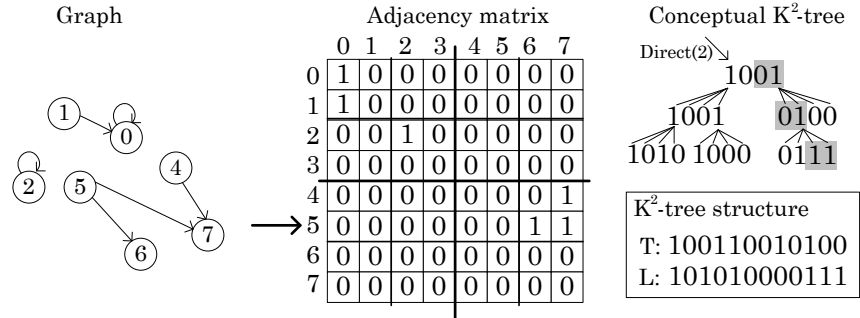 Graph
1
0
4
2
5
7
6
Adjacency matrix
0 1 2 3 4 5 6 7
0 1 0 0 0 0 0 0 0
1 1 0 0 0 0 0 0 0
2 0 0 1 0 0 0 0 0
3 0 0 0 0 0 0 0 0
4 0 0 0 0 0 0 0 1
5 0 0 0 0 0 0 1 1
6 0 0 0 0 0 0 0 0
7 0 0 0 0 0 0 0 0
Conceptual K²-tree
Direct(2)
1001
1001 0100
1010 1000 0111
K²-tree structure
T: 100110010100
L: 101010000111